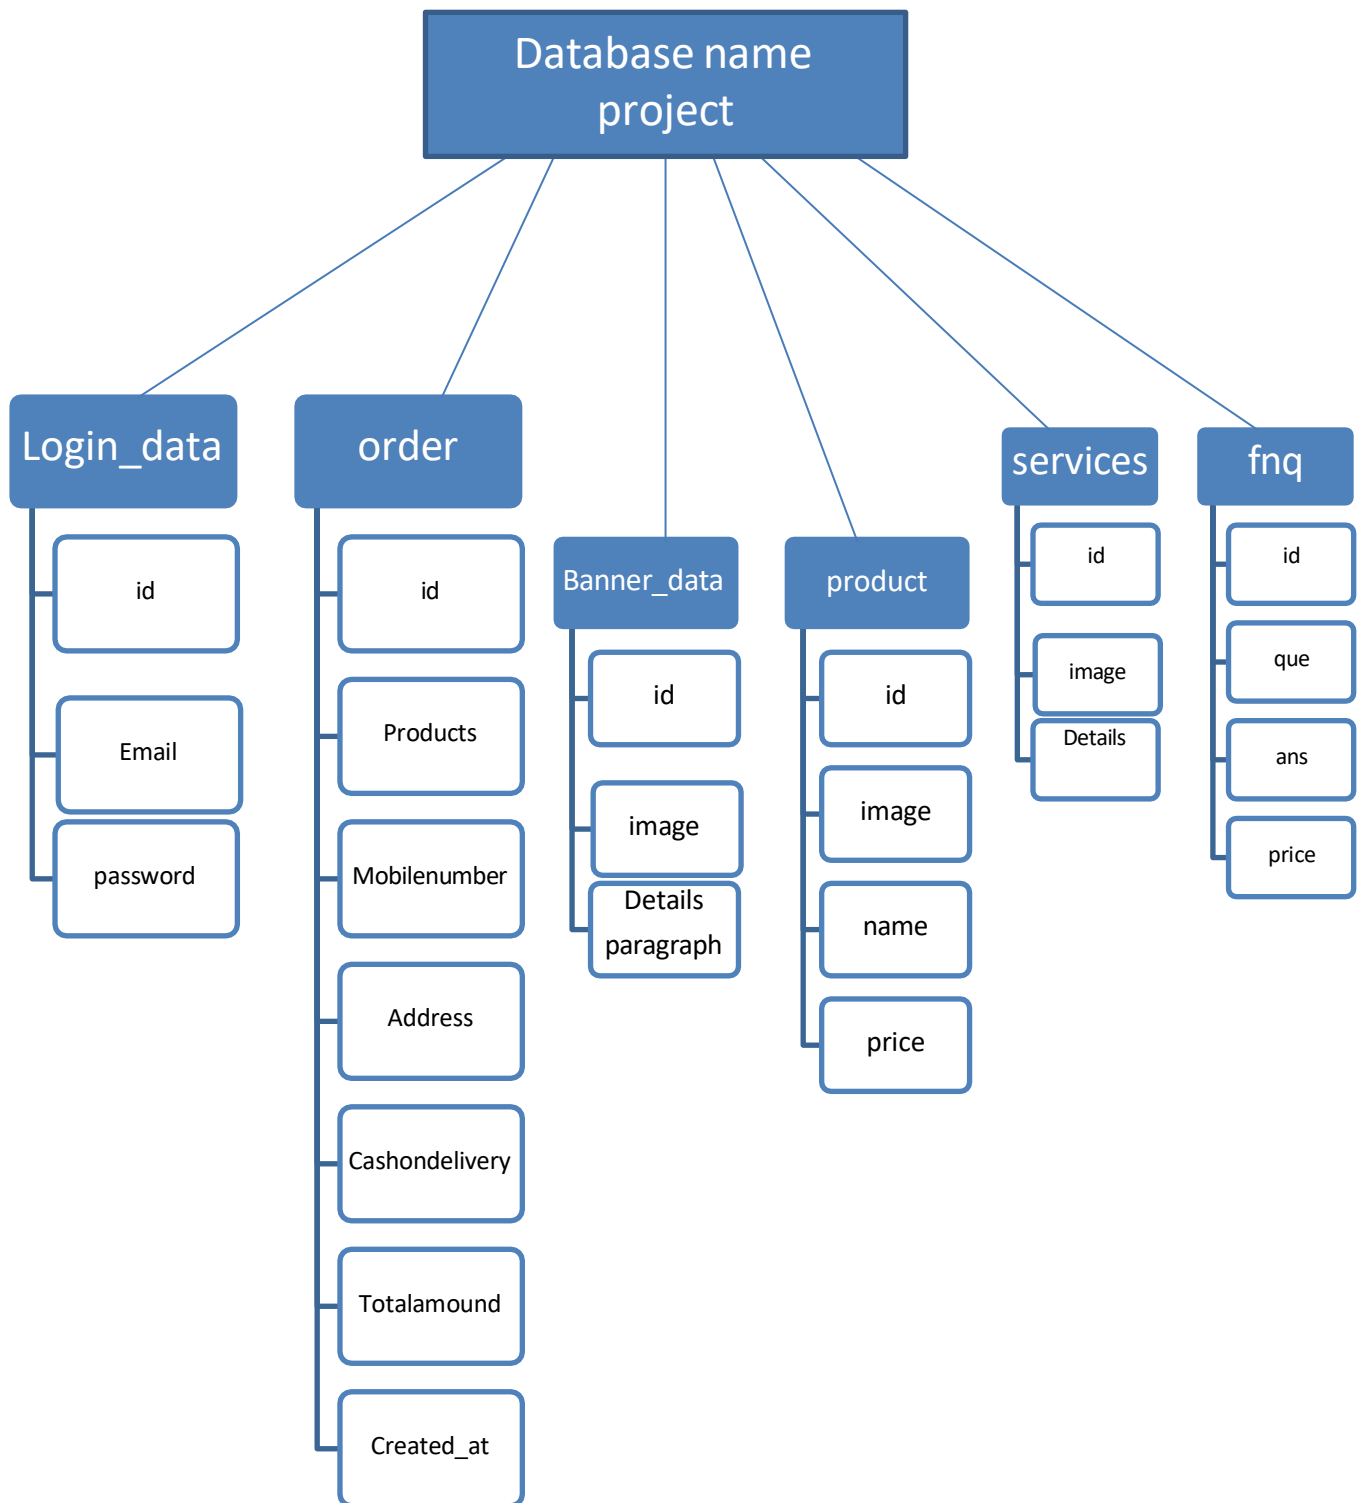 Database name
project
Login_data
id
Email
password
order
id
Products
Mobilenumber
Address
Cashondelivery
Totalamound
Created_at
Banner_data
id
image
Details
paragraph
product
id
image
name
price
services
id
image
Details
fnq
id
que
ans
price